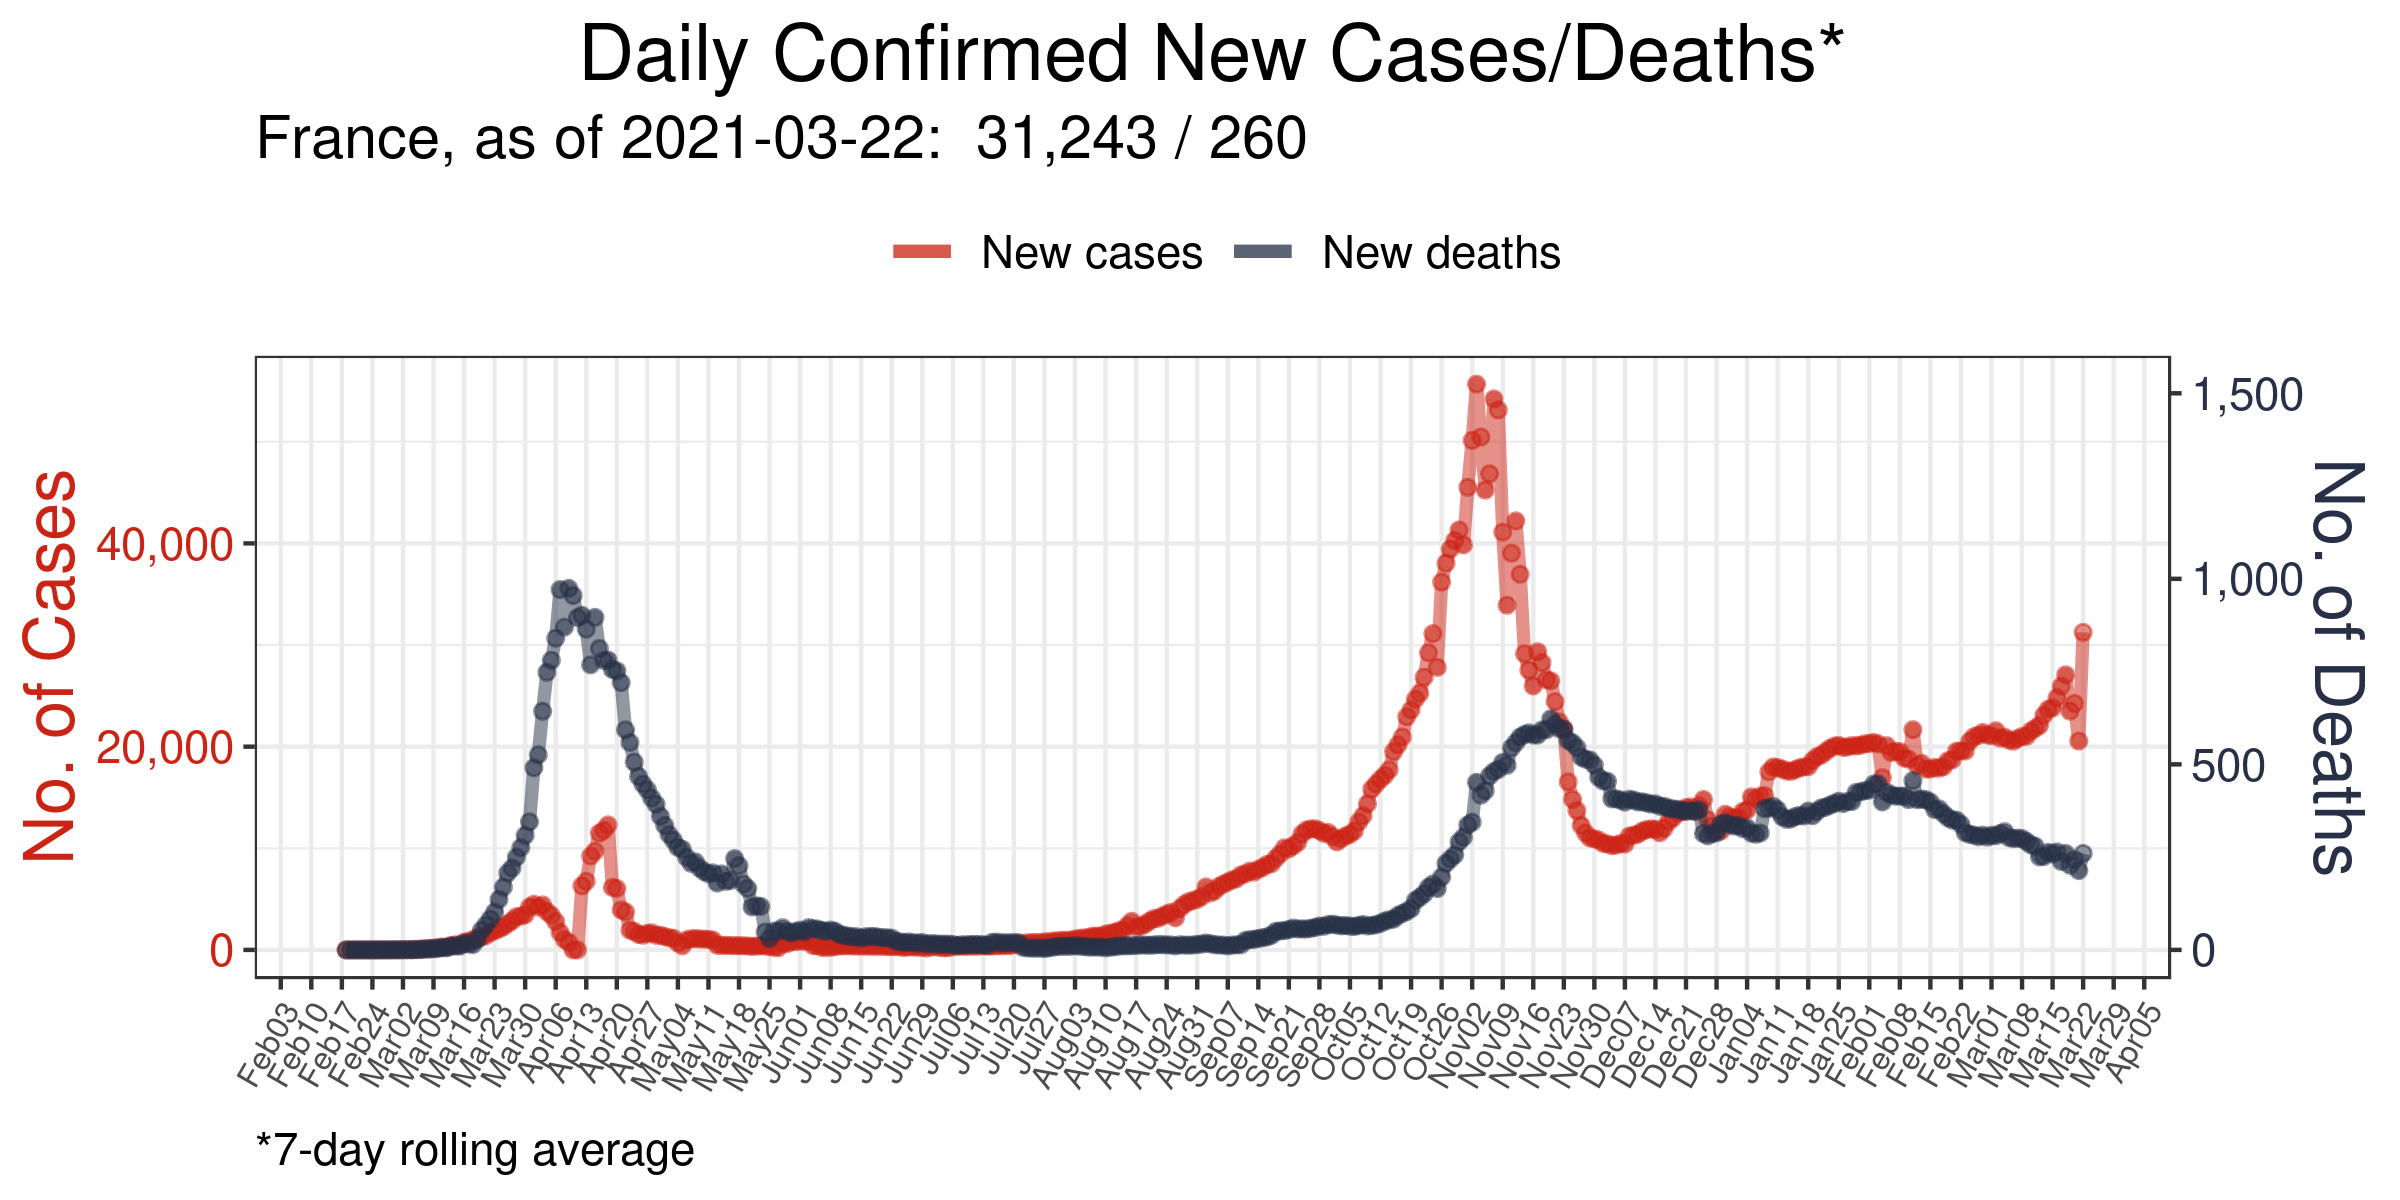 Daily Confirmed New Cases/Deaths*
France, as of 2021-03-22:  31,243 / 260
New cases
New deaths
No. of Cases
40,000
20,000
0
1,500
1,000
500
0
No. of Deaths
Feb03
Feb10
Feb17
Feb24
Mar02
Mar09
Mar16
Mar23
Mar30
Apr06
Apr13
Apr20
Apr27
May04
May11
May18
May25
Jun01
Jun08
Jun15
Jun22
Jun29
Jul06
Jul13
Jul20
Jul27
Aug03
Aug10
Aug17
Aug24
Aug31
Sep07
Sep14
Sep21
Sep28
Oct05
Oct12
Oct19
Oct26
Nov02
Nov09
Nov16
Nov23
Nov30
Dec07
Dec14
Dec21
Dec28
Jan04
Jan11
Jan18
Jan25
Feb01
Feb08
Feb15
Feb22
Mar01
Mar08
Mar15
Mar22
Mar29
Apr05
*7-day rolling average